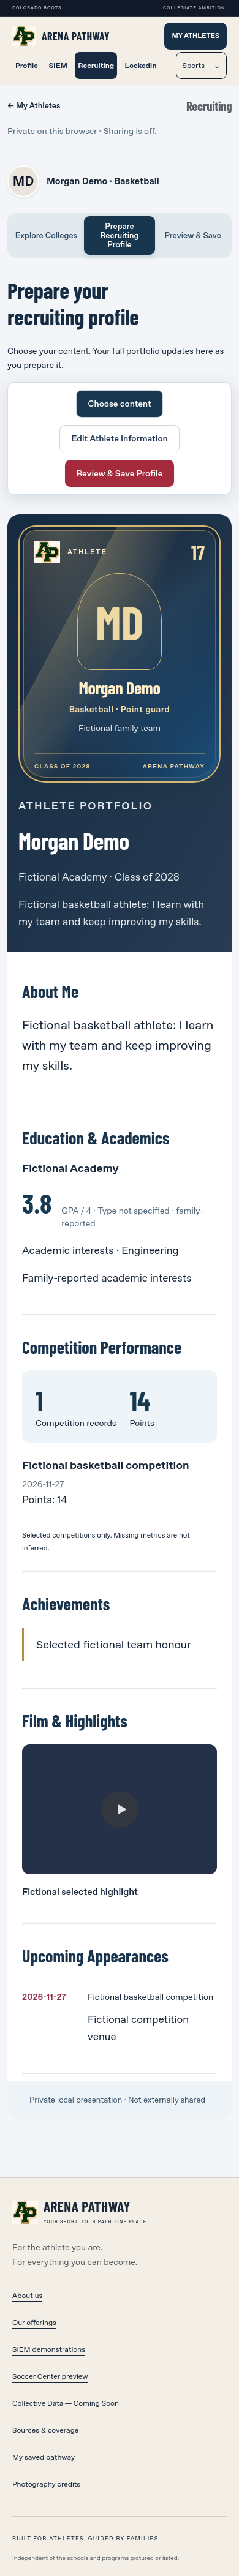 COLORADO ROOTS.
COLLEGIATE AMBITION.
AP
ARENA PATHWAY
MY ATHLETES
Profile
SIEM
Recruiting
LockedIn
Sports
← My Athletes
Recruiting
Private on this browser · Sharing is off.
MD
Morgan Demo · Basketball
Explore Colleges
Prepare
Recruiting
Profile
Preview & Save
Prepare your
recruiting profile
Choose your content. Your full portfolio updates here as
you prepare it.
Choose content
Edit Athlete Information
Review & Save Profile
AP
ATHLETE
17
MD
Morgan Demo
Basketball · Point guard
Fictional family team
CLASS OF 2028
ARENA PATHWAY
ATHLETE PORTFOLIO
Morgan Demo
Fictional Academy · Class of 2028
Fictional basketball athlete: I learn with
my team and keep improving my skills.
About Me
Fictional basketball athlete: I learn
with my team and keep improving
my skills.
Education & Academics
Fictional Academy
3.8
GPA / 4 · Type not specified · family-
reported
Academic interests · Engineering
Family-reported academic interests
Competition Performance
1
Competition records
14
Points
Fictional basketball competition
2026-11-27
Points: 14
Selected competitions only. Missing metrics are not
inferred.
Achievements
Selected fictional team honour
Film & Highlights
Fictional selected highlight
Upcoming Appearances
2026-11-27
Fictional basketball competition
Fictional competition
venue
Private local presentation · Not externally shared
AP
ARENA PATHWAY
YOUR SPORT. YOUR PATH. ONE PLACE.
For the athlete you are.
For everything you can become.
About us
Our offerings
SIEM demonstrations
Soccer Center preview
Collective Data — Coming Soon
Sources & coverage
My saved pathway
Photography credits
BUILT FOR ATHLETES. GUIDED BY FAMILIES.
Independent of the schools and programs pictured or listed.